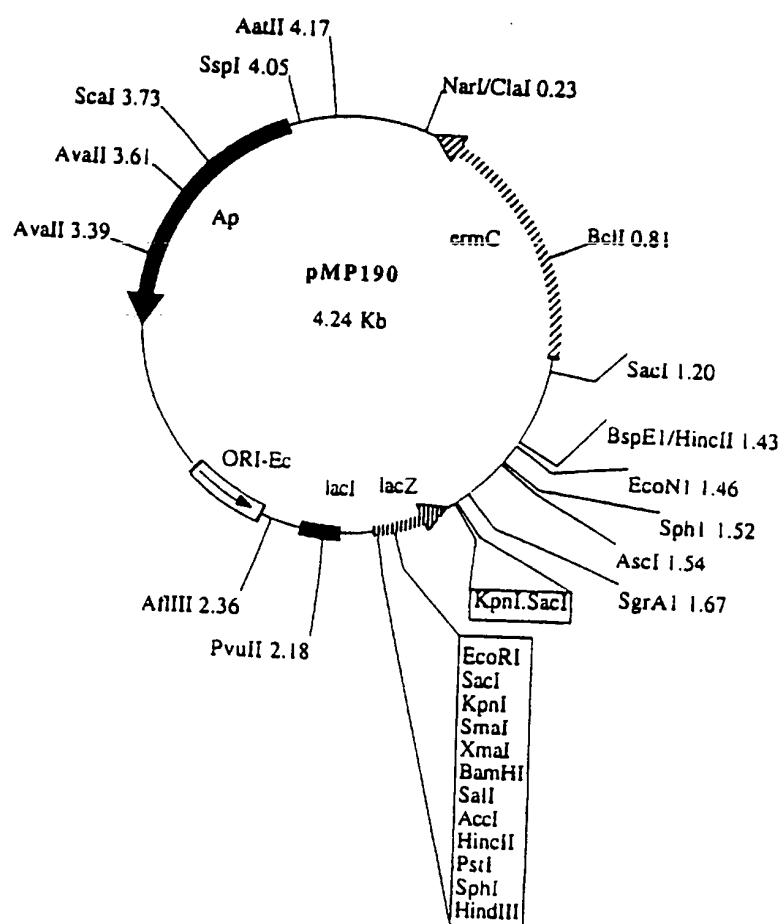 AatII 4.17
SspI 4.05
NarI/ClaI 0.23
ScaI 3.73
AvaII 3.61
Ap
AvaII 3.39
ermC
BclI 0.81
pMP190
4.24 Kb
SacI 1.20
BspE1/HincII 1.43
ORI-Ec
lacI
lacZ
EcoN1 1.46
SphI 1.52
AscI 1.54
KpnI.SacI
SgrA1 1.67
AflIII 2.36
PvuII 2.18
EcoRI
SacI
KpnI
SmaI
XmaI
BamHI
SalI
AccI
HincII
PstI
SphI
HindIII